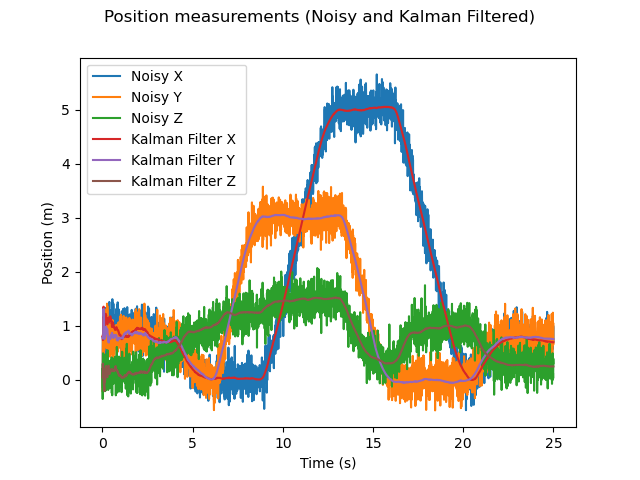 Position measurements (Noisy and Kalman Filtered)
Noisy X
Noisy Y
Noisy Z
Kalman Filter X
Kalman Filter Y
Kalman Filter Z
Position (m)
5
4
3
2
1
0
0 5 10 15 20 25
Time (s)